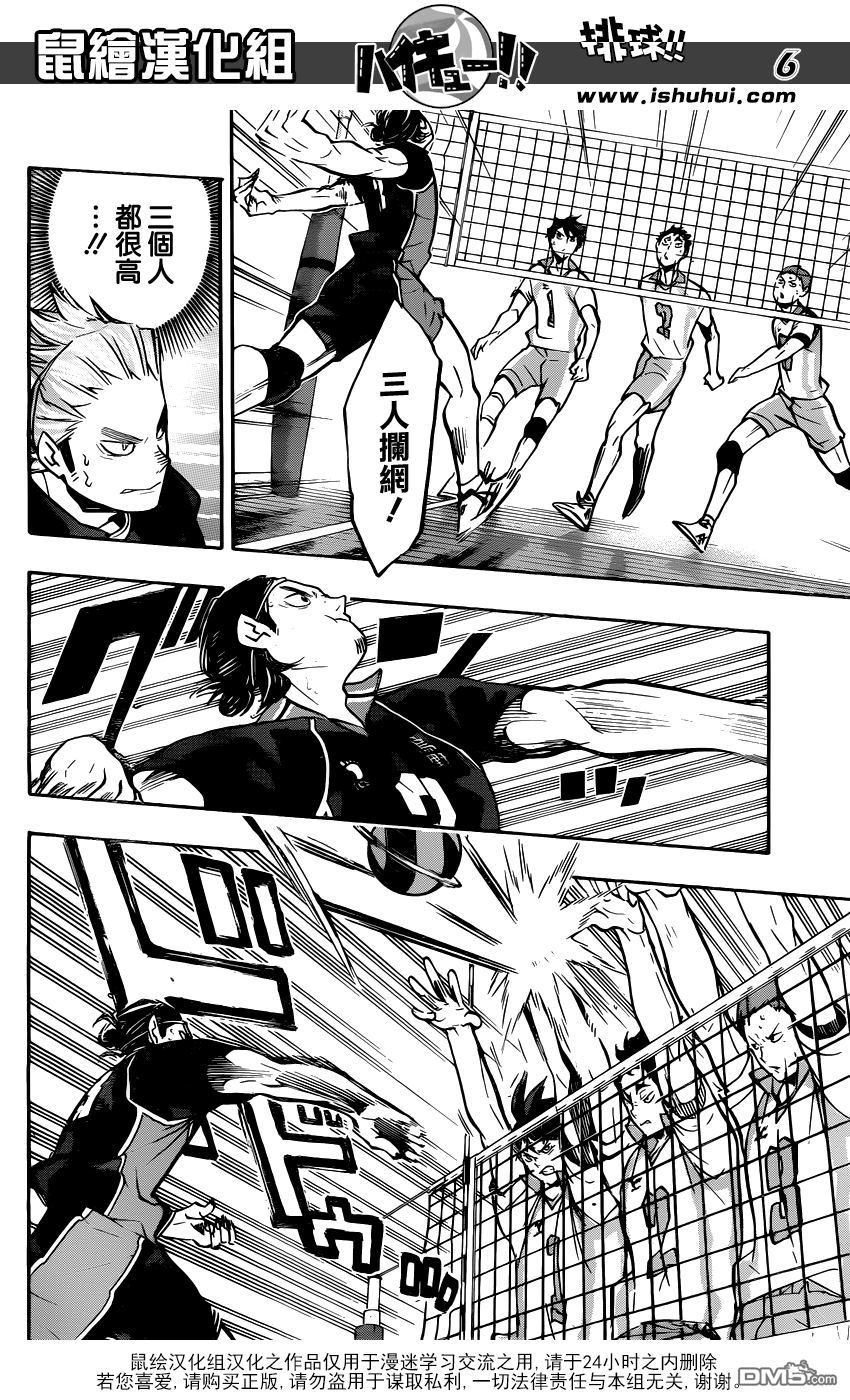 鼠繪漢化組
ハイキュー!!
排球!!
6
www.ishuhui.com
三個人
都很高
…!!
三人攔網!
鼠绘汉化组汉化之作品仅用于漫迷学习交流之用, 请于24小时之内删除
若您喜爱, 请购买正版, 请勿用于谋取私利, 一切法律责任与本组无关, 谢谢。
DM5.com